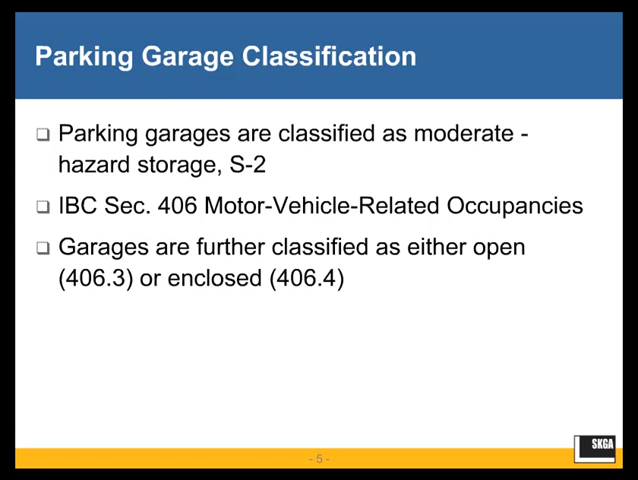 Parking Garage Classification
Parking garages are classified as moderate -
hazard storage, S-2
IBC Sec. 406 Motor-Vehicle-Related Occupancies
Garages are further classified as either open
(406.3) or enclosed (406.4)
- 5 -
SKGA